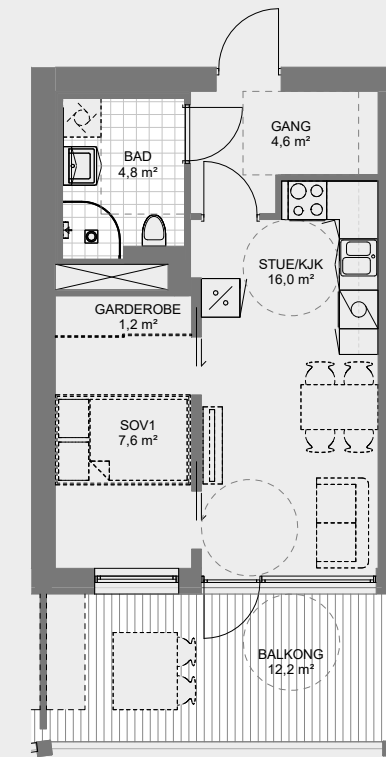 GANG
4,6 m²
BAD
4,8 m²
STUE/KJK
16,0 m²
GARDEROBE
1,2 m²
SOV1
7,6 m²
BALKONG
12,2 m²